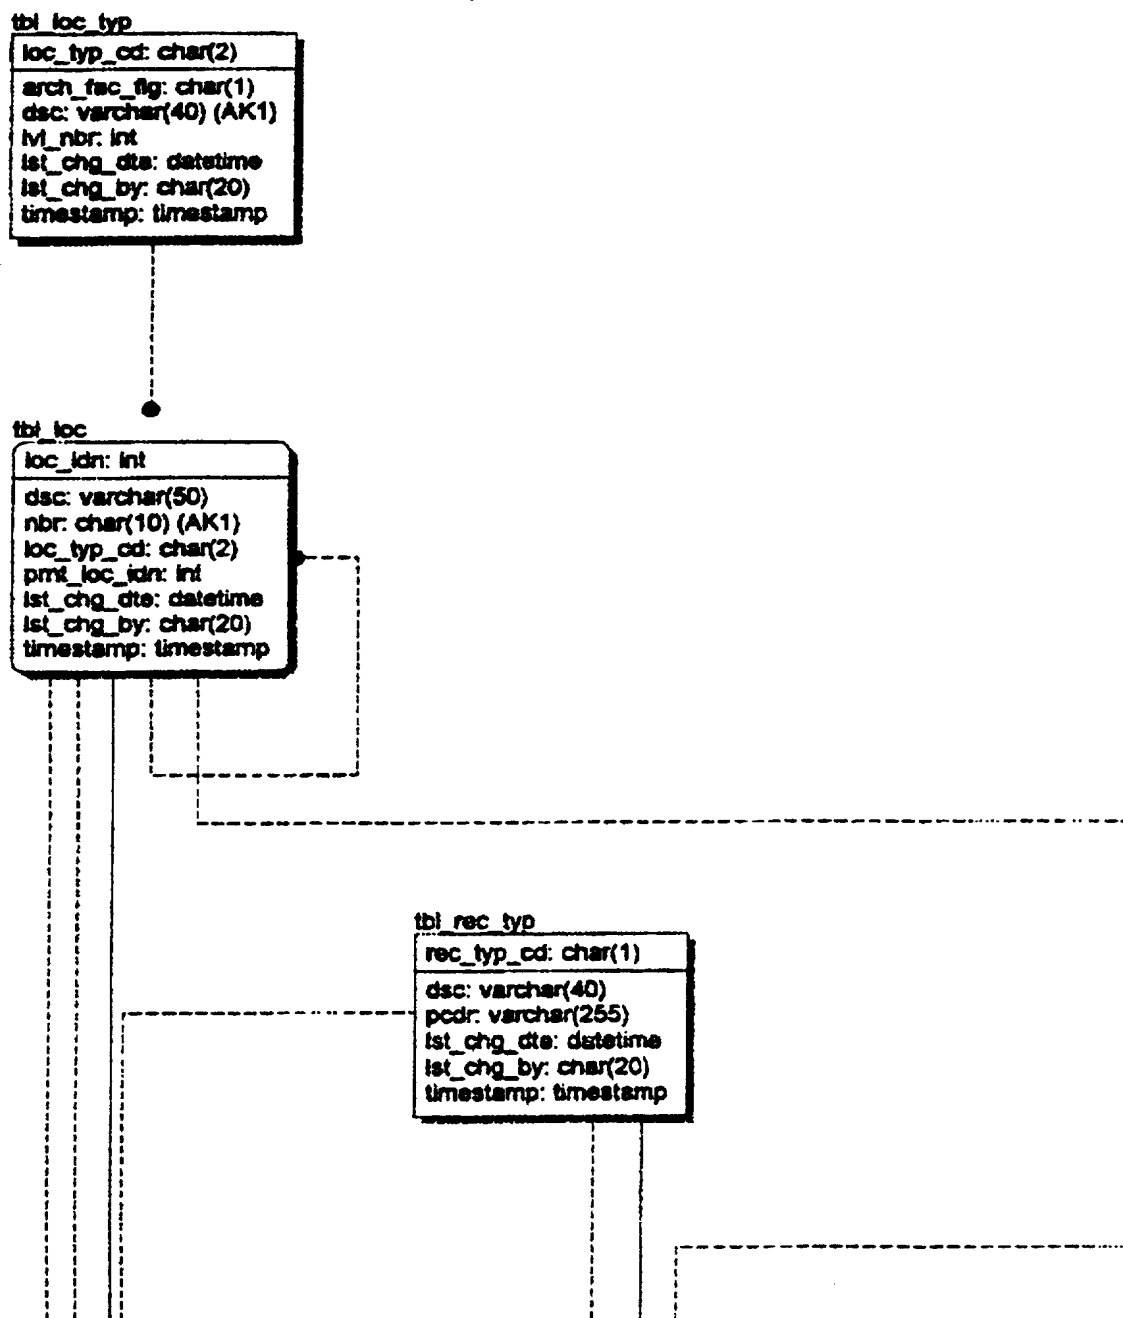 tbl_loc_typ
loc_typ_cd: char(2)
arch_fac_flg: char(1)
dsc: varchar(40) (AK1)
lvl_nbr: int
lst_chg_dte: datetime
lst_chg_by: char(20)
timestamp: timestamp
tbl_loc
loc_idn: int
dsc: varchar(50)
nbr: char(10) (AK1)
loc_typ_cd: char(2)
prnt_loc_idn: int
lst_chg_dte: datetime
lst_chg_by: char(20)
timestamp: timestamp
tbl_rec_typ
rec_typ_cd: char(1)
dsc: varchar(40)
pcdr: varchar(255)
lst_chg_dte: datetime
lst_chg_by: char(20)
timestamp: timestamp